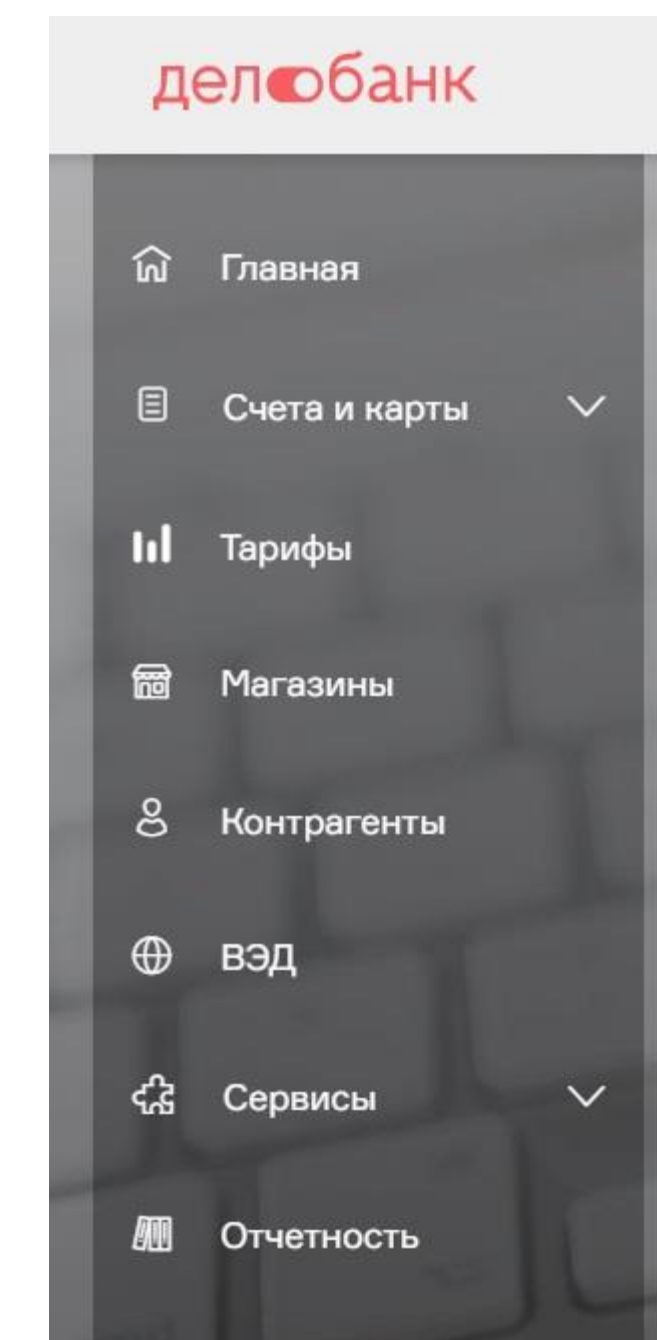 делобанк
Главная
Счета и карты
Тарифы
Магазины
Контрагенты
ВЭД
Сервисы
Отчетность